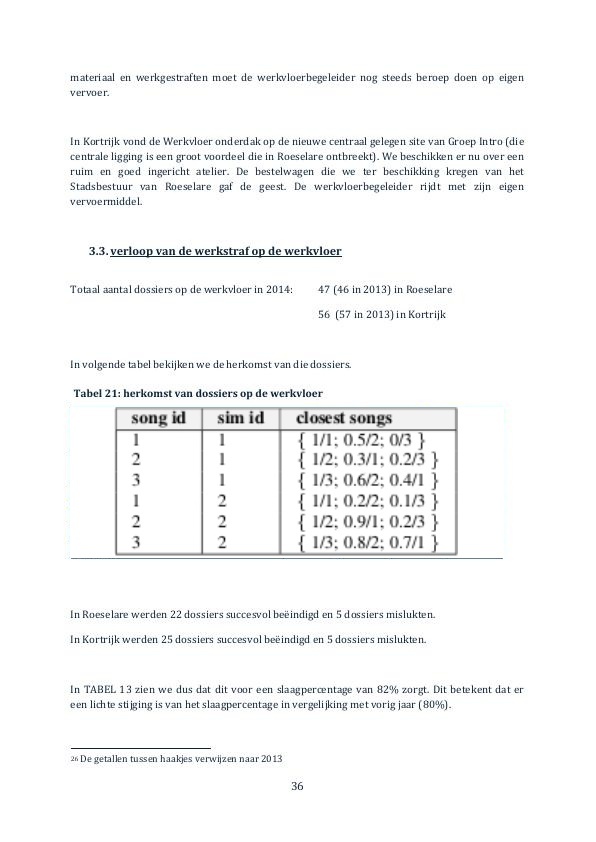 materiaal en werkgestraften moet de werkvloerbegeleider nog steeds beroep doen op eigen
vervoer.
In Kortrijk vond de Werkvloer onderdak op de nieuwe centraal gelegen site van Groep Intro (die
centrale ligging is een groot voordeel die in Roeselare ontbreekt). We beschikken er nu over een
ruim en goed ingericht atelier. De bestelwagen die we ter beschikking kregen van het
Stadsbestuur van Roeselare gaf de geest. De werkvloerbegeleider rijdt met zijn eigen
vervoermiddel.
3.3. verloop van de werkstraf op de werkvloer
Totaal aantal dossiers op de werkvloer in 2014: 47 (46 in 2013) in Roeselare
56 (57 in 2013) in Kortrijk
In volgende tabel bekijken we de herkomst van die dossiers.
Tabel 21: herkomst van dossiers op de werkvloer
song id sim id closest songs
1 1 { 1/1; 0.5/2; 0/3 }
2 1 { 1/2; 0.3/1; 0.2/3 }
3 1 { 1/3; 0.6/2; 0.4/1 }
1 2 { 1/1; 0.2/2; 0.1/3 }
2 2 { 1/2; 0.9/1; 0.2/3 }
3 2 { 1/3; 0.8/2; 0.7/1 }
In Roeselare werden 22 dossiers succesvol beëindigd en 5 dossiers mislukten.
In Kortrijk werden 25 dossiers succesvol beëindigd en 5 dossiers mislukten.
In TABEL 13 zien we dus dat dit voor een slaagpercentage van 82% zorgt. Dit betekent dat er
een lichte stijging is van het slaagpercentage in vergelijking met vorig jaar (80%).
26 De getallen tussen haakjes verwijzen naar 2013
36